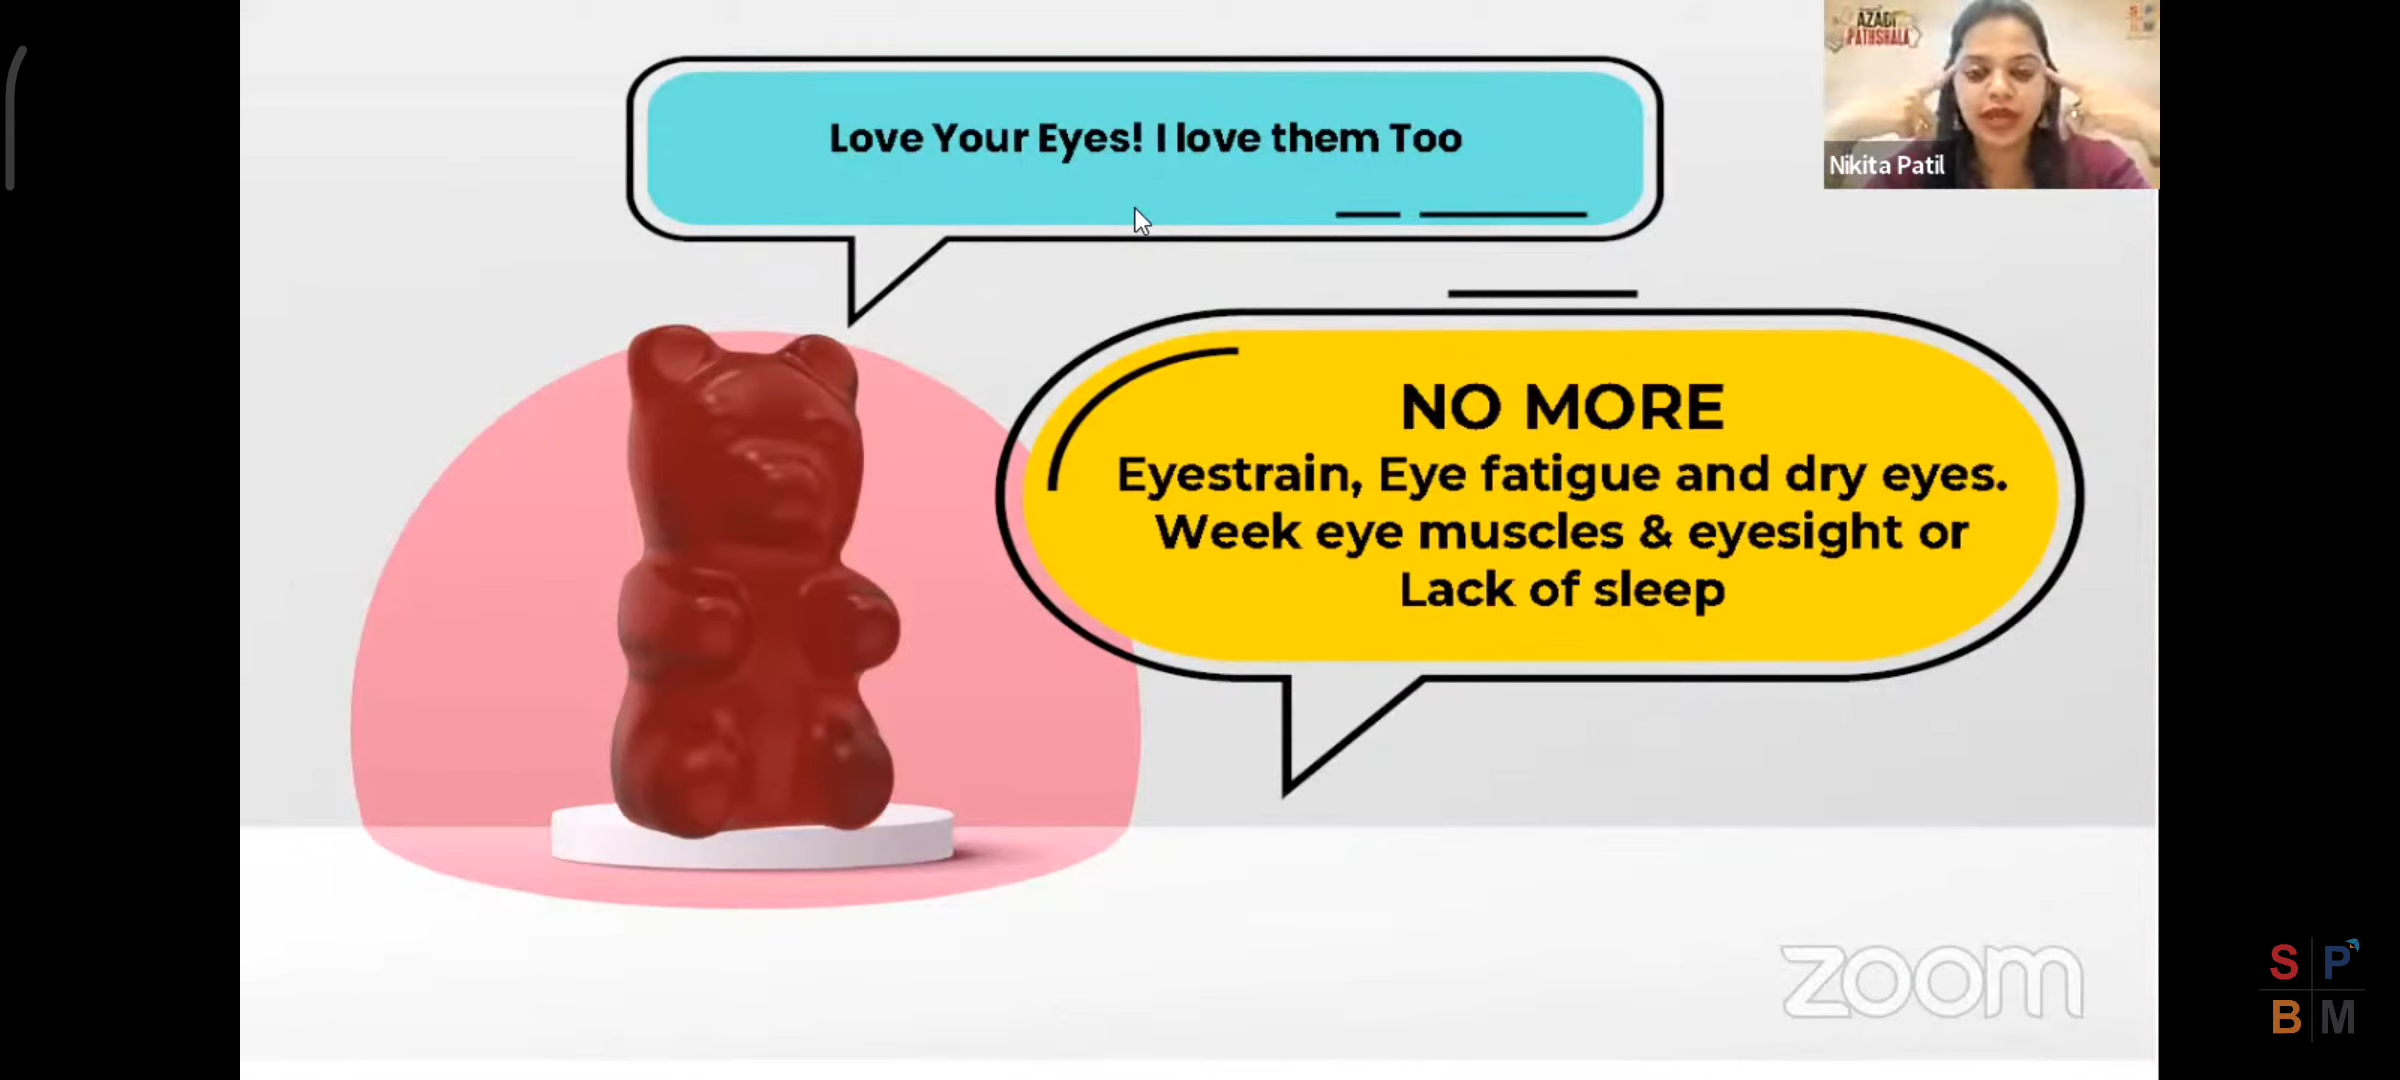 AZADI
PATHSHALA
S P
B M
Nikita Patil
Love Your Eyes! I love them Too
NO MORE
Eyestrain, Eye fatigue and dry eyes.
Week eye muscles & eyesight or
Lack of sleep
zoom
S P
B M